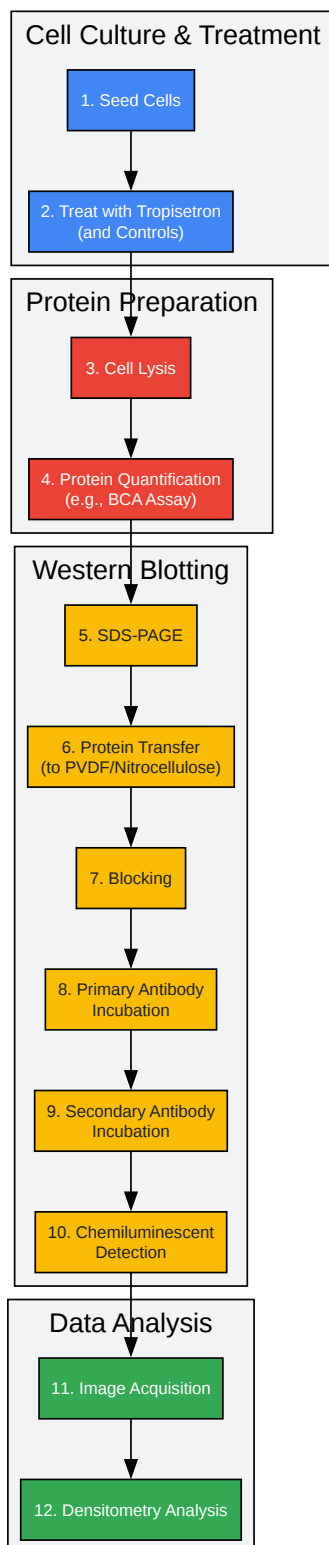 Cell Culture & Treatment
1. Seed Cells
2. Treat with Tropisetron
(and Controls)
Protein Preparation
3. Cell Lysis
4. Protein Quantification
(e.g., BCA Assay)
Western Blotting
5. SDS-PAGE
6. Protein Transfer
(to PVDF/Nitrocellulose)
7. Blocking
8. Primary Antibody
Incubation
9. Secondary Antibody
Incubation
10. Chemiluminescent
Detection
Data Analysis
11. Image Acquisition
12. Densitometry Analysis